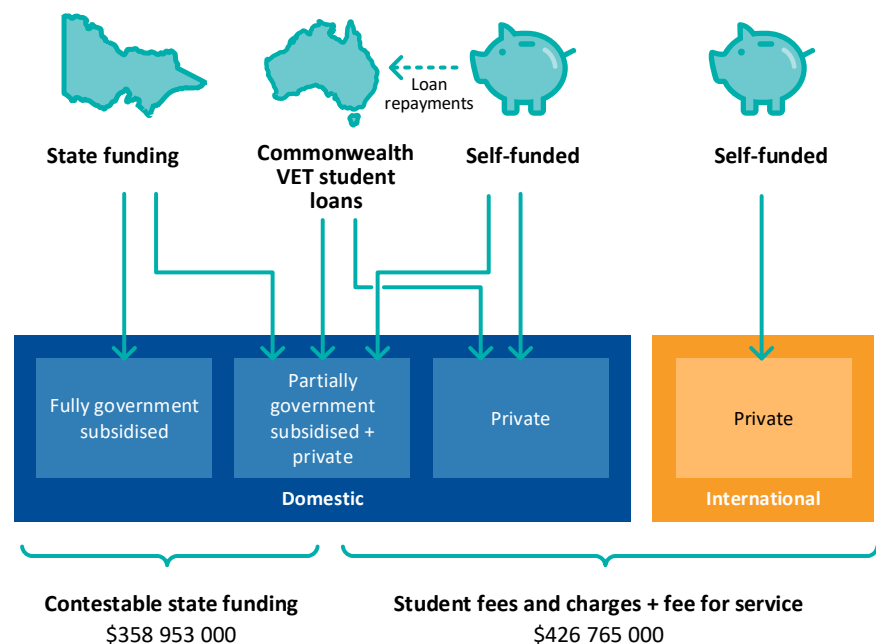 Loan
repayments
State funding
Commonwealth
VET student
loans
Self-funded
Self-funded
Fully government
subsidised
Partially
government
subsidised +
private
Private
Private
Domestic
International
Contestable state funding
$358 953 000
Student fees and charges + fee for service
$426 765 000